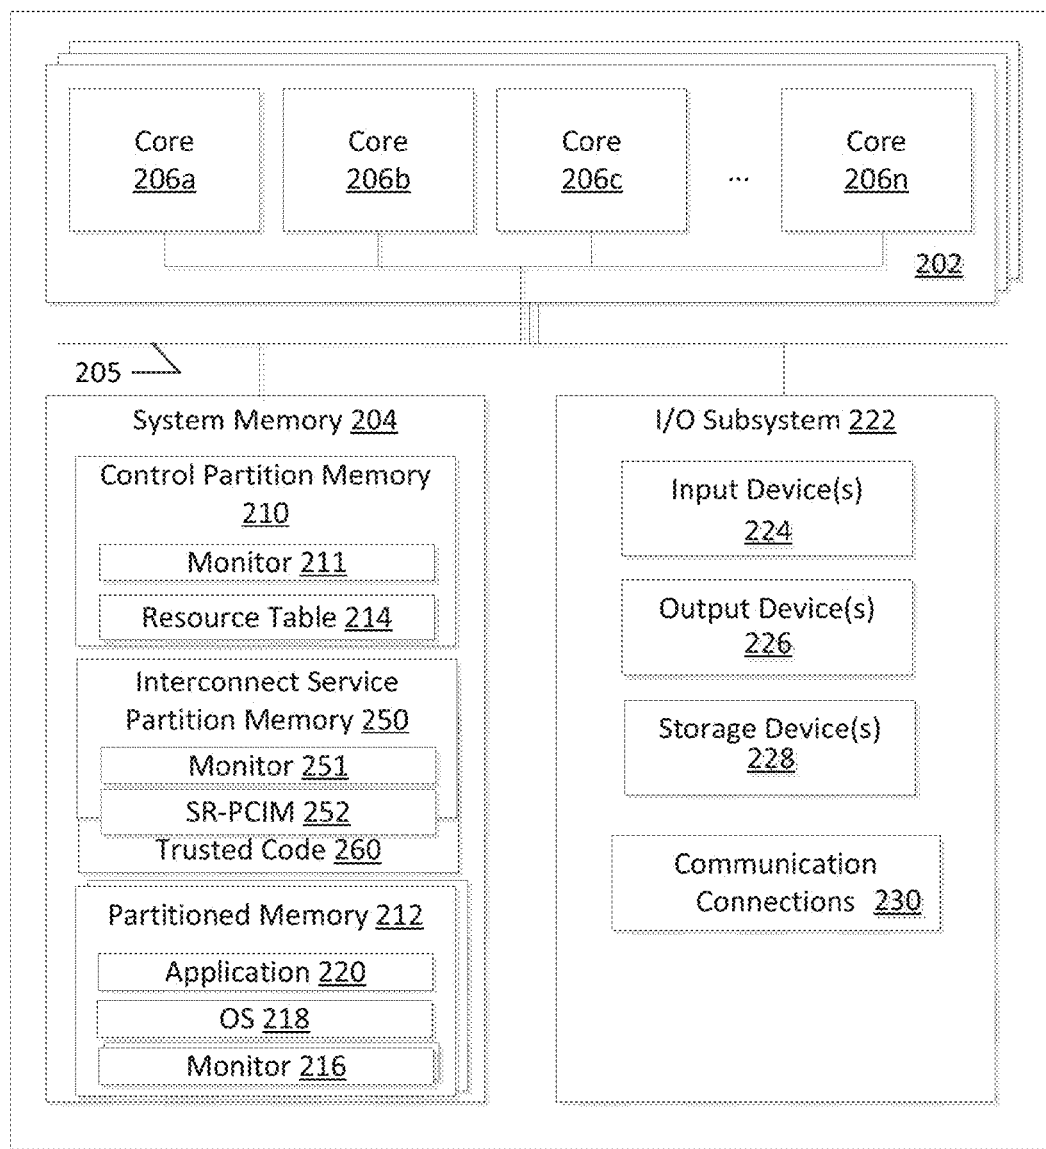 Core
206a
Core
206b
Core
206c
...
Core
206n
202
205
System Memory 204
Control Partition Memory
210
Monitor 211
Resource Table 214
Interconnect Service
Partition Memory 250
Monitor 251
SR-PCIM 252
Trusted Code 260
Partitioned Memory 212
Application 220
OS 218
Monitor 216
I/O Subsystem 222
Input Device(s)
224
Output Device(s)
226
Storage Device(s)
228
Communication
Connections 230